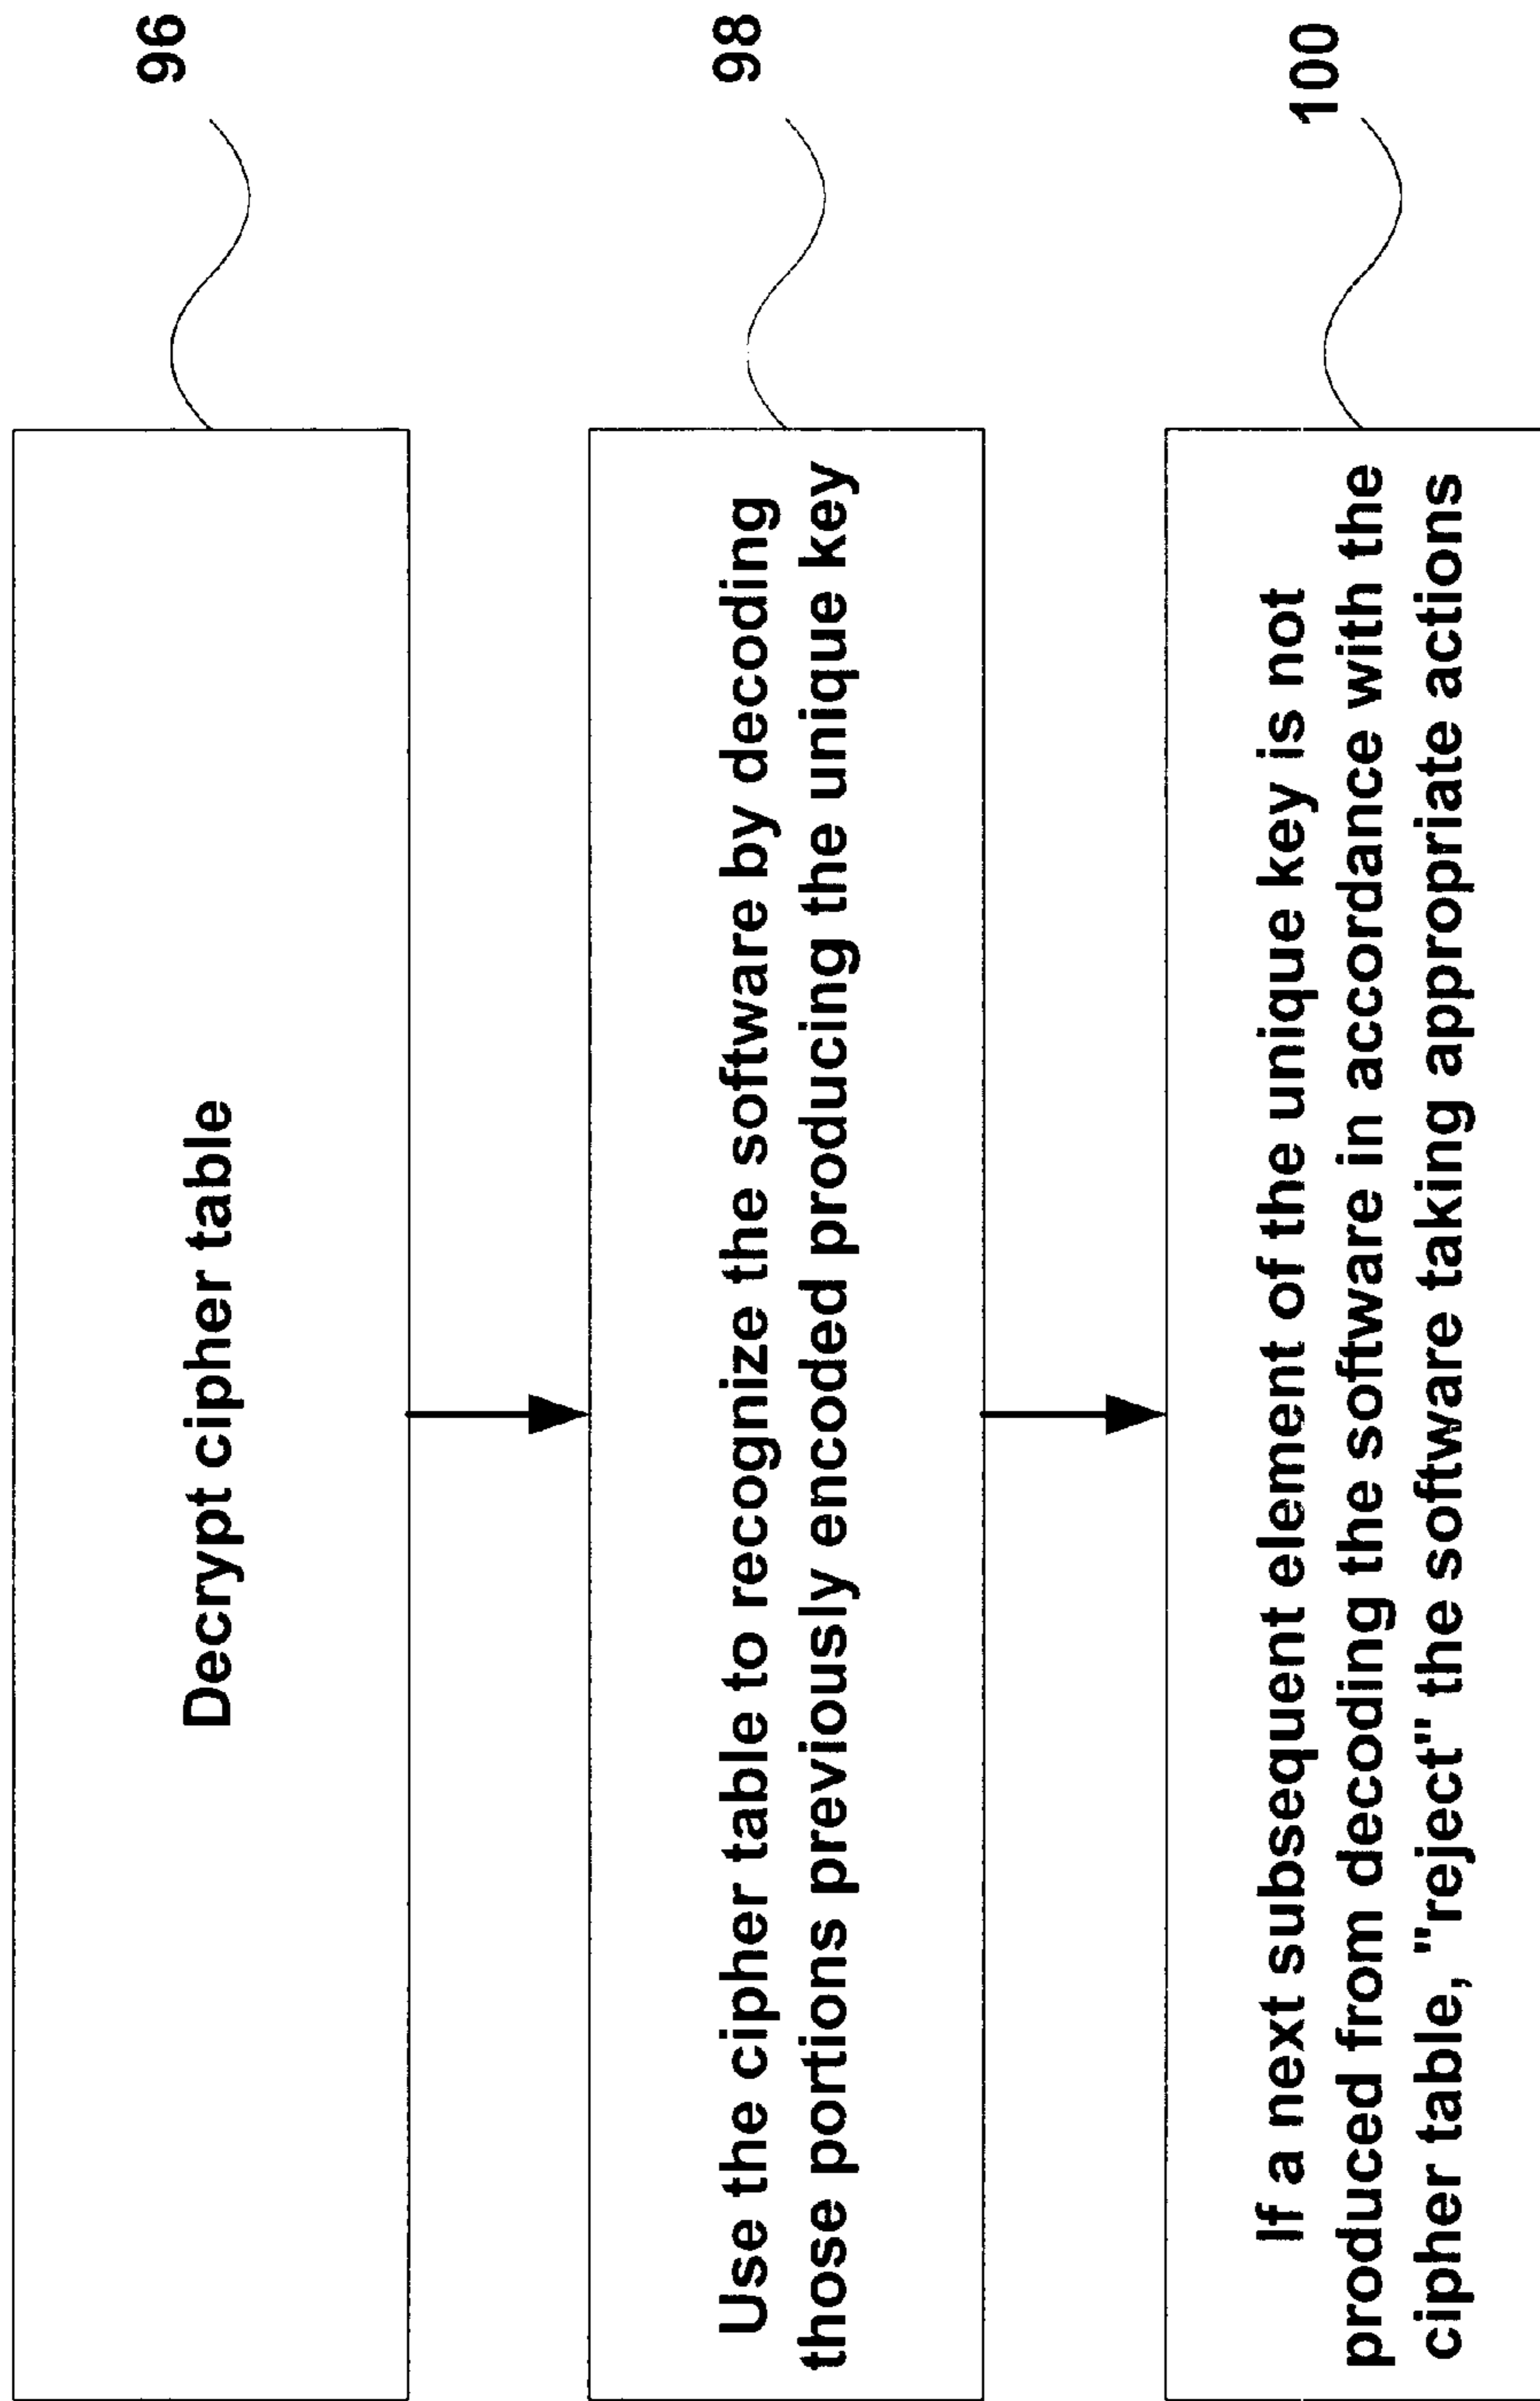 Decrypt cipher table
96
Use the cipher table to recognize the software by decoding
those portions previously encoded producing the unique key
98
If a next subsequent element of the unique key is not
produced from decoding the software in accordance with the
cipher table, "reject" the software taking appropriate actions
100